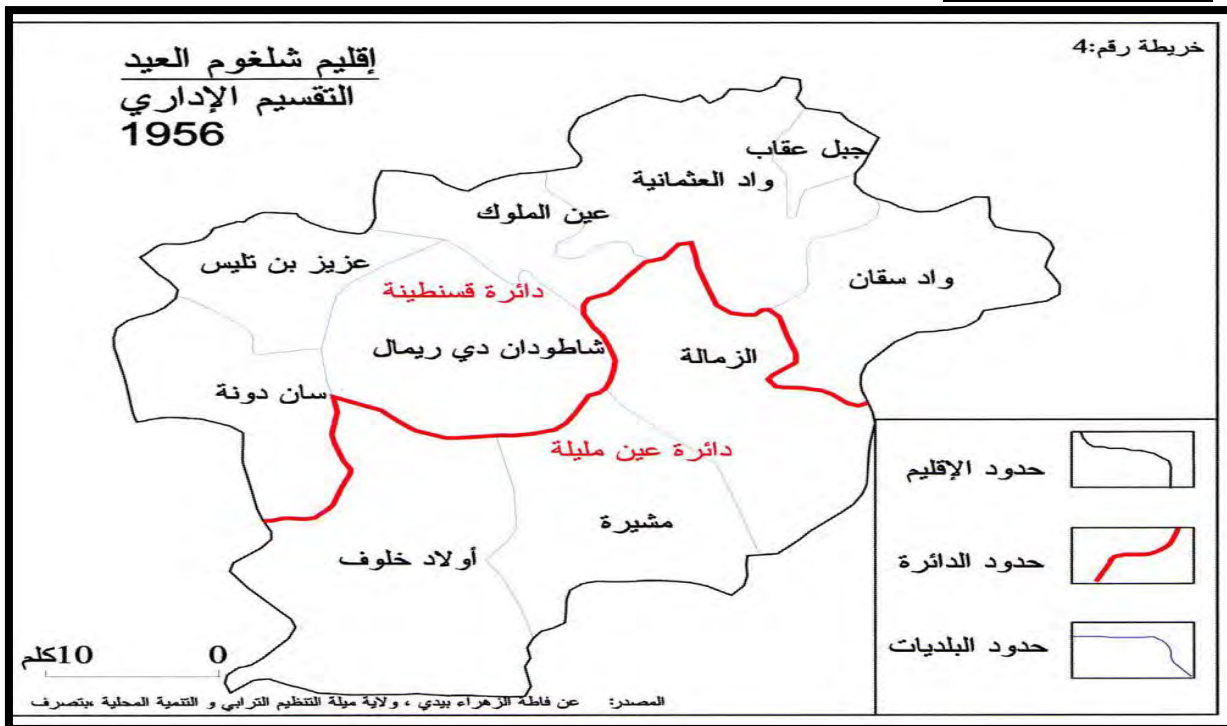 خريطة رقم:4
إقليم شلغوم العيد
التقسيم الإداري
1956
جبل عقاب
واد العثمانية
عين الملوك
عزيز بن تليس
واد سقان
دائرة قسنطينة
شاطودان دي ريمال
الزمالة
سان دونة
دائرة عين مليلة
مشيرة
أولاد خلوف
حدود الإقليم
حدود الدائرة
حدود البلديات
0 10كلم
المصدر: عن فاطة الزهراء بيدي ، ولاية ميلة التنظيم الترابي و التنمية المحلية ،بتصرف